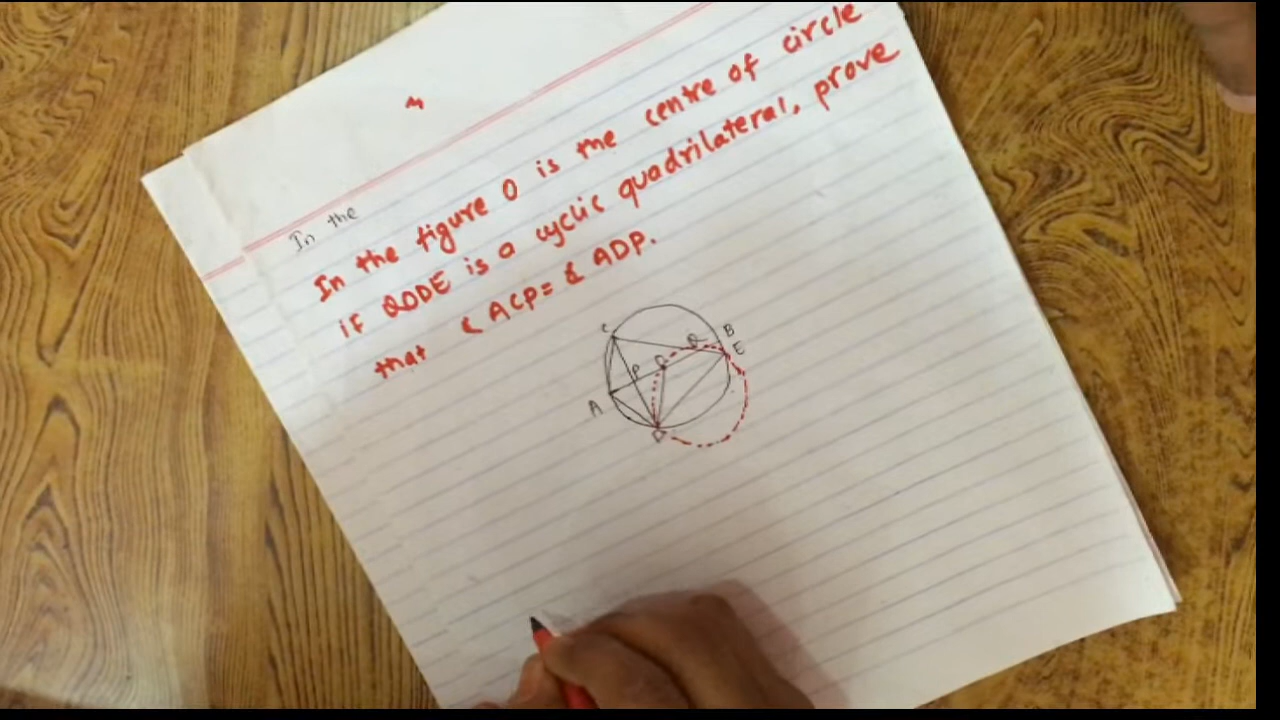 In the
In the figure O is the centre of circle
if QODE is a cyclic quadrilateral, prove
that ∠ACP = ∠ADP.
C
B
Q
E
O
P
A
D